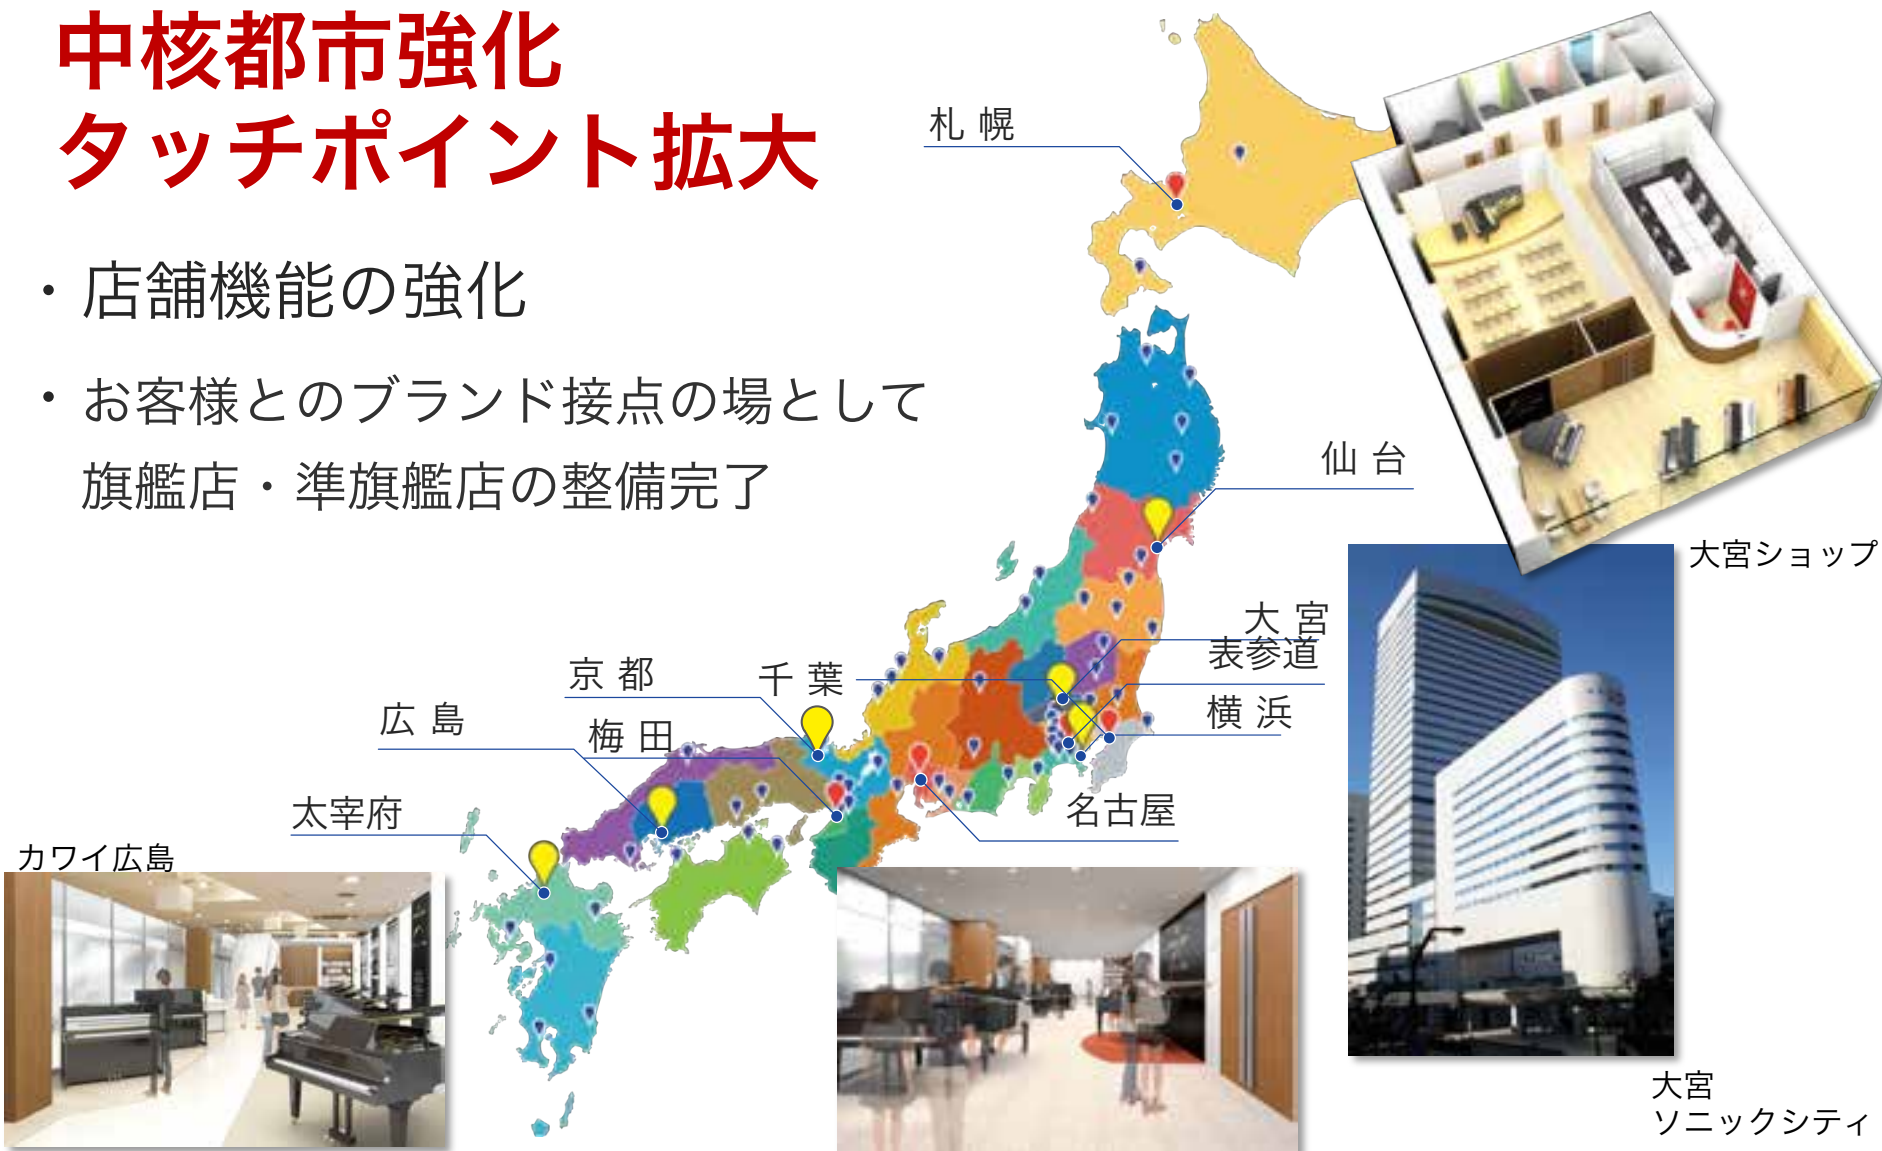 中核都市強化
タッチポイント拡大
・店舗機能の強化
・お客様とのブランド接点の場として
旗艦店・準旗艦店の整備完了
札 幌
仙 台
大宮ショップ
大 宮
表参道
横 浜
京 都
千 葉
広 島
梅 田
太宰府
名古屋
カワイ広島
大宮
ソニックシティ